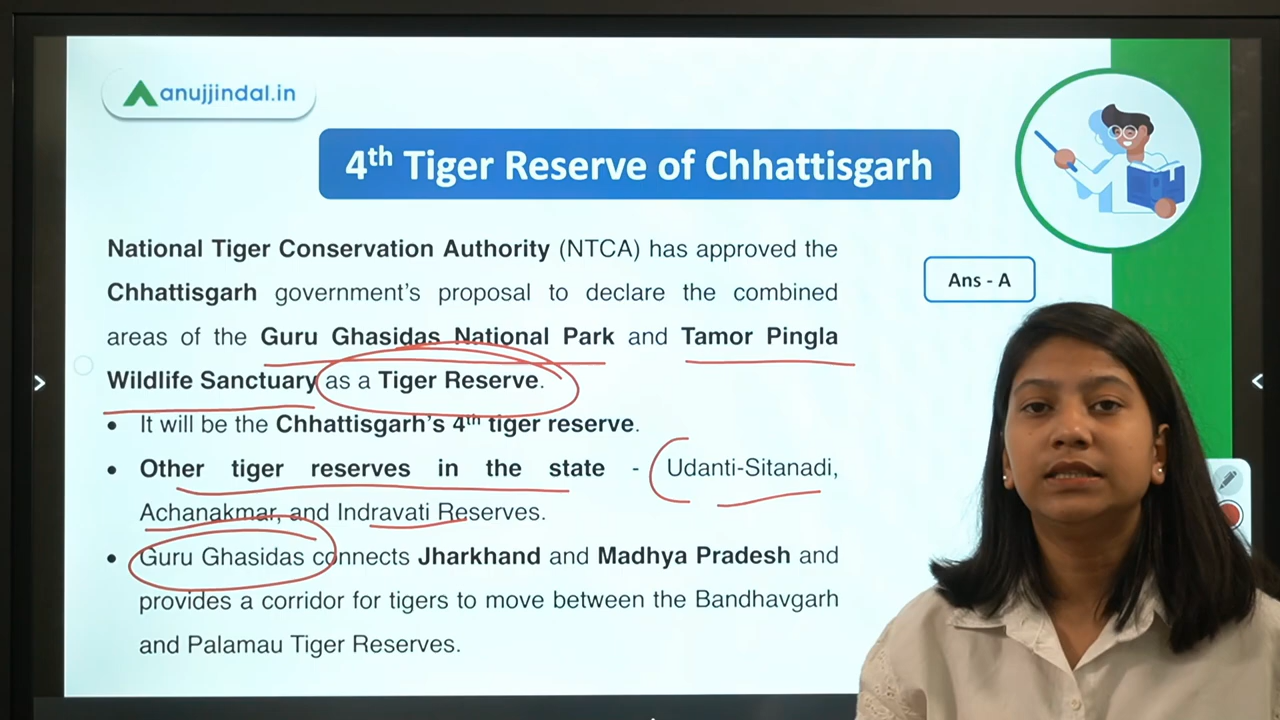 anujjindal.in
4th Tiger Reserve of Chhattisgarh
National Tiger Conservation Authority (NTCA) has approved the
Chhattisgarh government's proposal to declare the combined
areas of the Guru Ghasidas National Park and Tamor Pingla
Wildlife Sanctuary as a Tiger Reserve.
• It will be the Chhattisgarh's 4th tiger reserve.
• Other tiger reserves in the state - Udanti-Sitanadi,
Achanakmar, and Indravati Reserves.
• Guru Ghasidas connects Jharkhand and Madhya Pradesh and
provides a corridor for tigers to move between the Bandhavgarh
and Palamau Tiger Reserves.
Ans - A